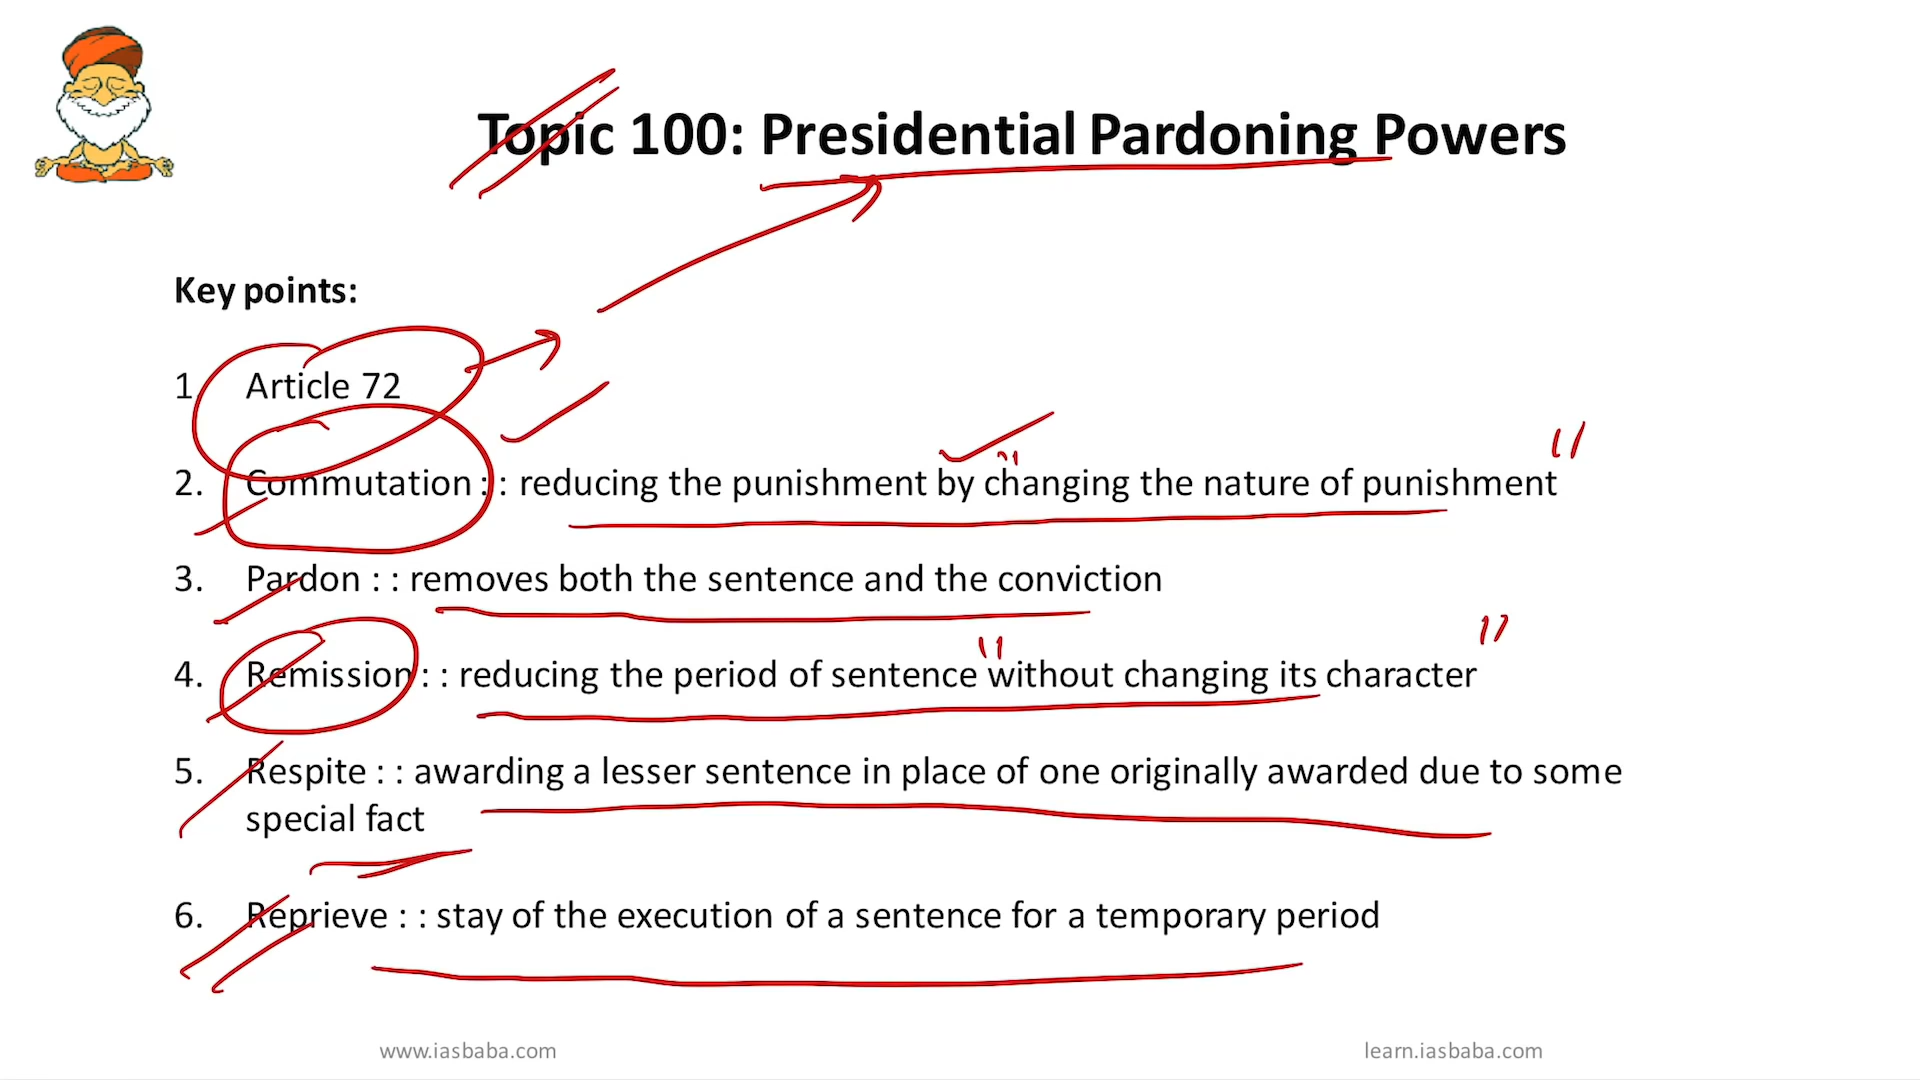 Topic 100: Presidential Pardoning Powers
Key points:
1. Article 72
2. Commutation : : reducing the punishment by changing the nature of punishment
3. Pardon : : removes both the sentence and the conviction
4. Remission : : reducing the period of sentence without changing its character
5. Respite : : awarding a lesser sentence in place of one originally awarded due to some
special fact
6. Reprieve : : stay of the execution of a sentence for a temporary period
www.iasbaba.com
learn.iasbaba.com